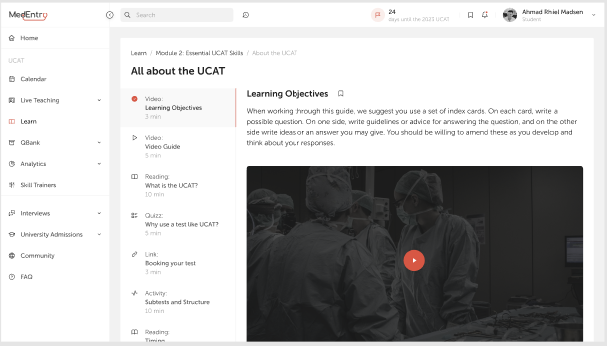 MedEntry
Search
24
days until the 2023 UCAT
Ahmad Rhiel Madsen
Student
Home
UCAT
Calendar
Live Teaching
Learn
QBank
Analytics
Skill Trainers
Interviews
University Admissions
Community
FAQ
Learn / Module 2: Essential UCAT Skills / About the UCAT
All about the UCAT
Video:
Learning Objectives
3 min
Video:
Video Guide
5 min
Reading:
What is the UCAT?
10 min
Quizz:
Why use a test like UCAT?
5 min
Link:
Booking your test
3 min
Activity:
Subtests and Structure
10 min
Reading:
Timing
Learning Objectives
When working through this guide, we suggest you use a set of index cards. On each card, write a
possible question. On one side, write guidelines or advice for answering the question, and on the other
side write ideas or an answer you may give. You should be willing to amend these as you develop and
think about your responses.